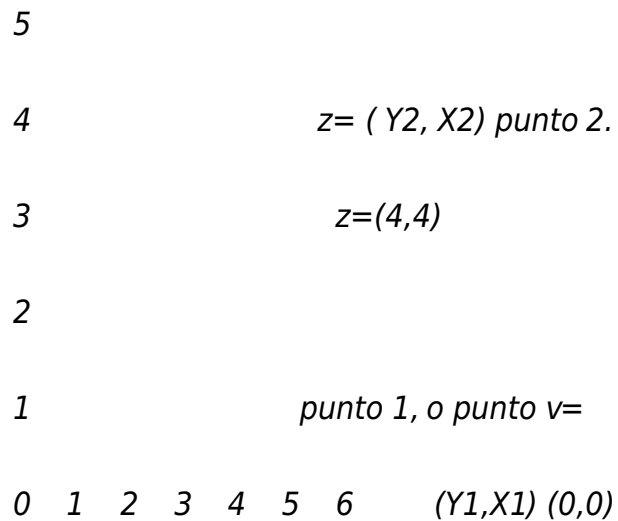 5
4 z= ( Y2, X2) punto 2.
3 z=(4,4)
2
1 punto 1, o punto v=
0 1 2 3 4 5 6 (Y1,X1) (0,0)